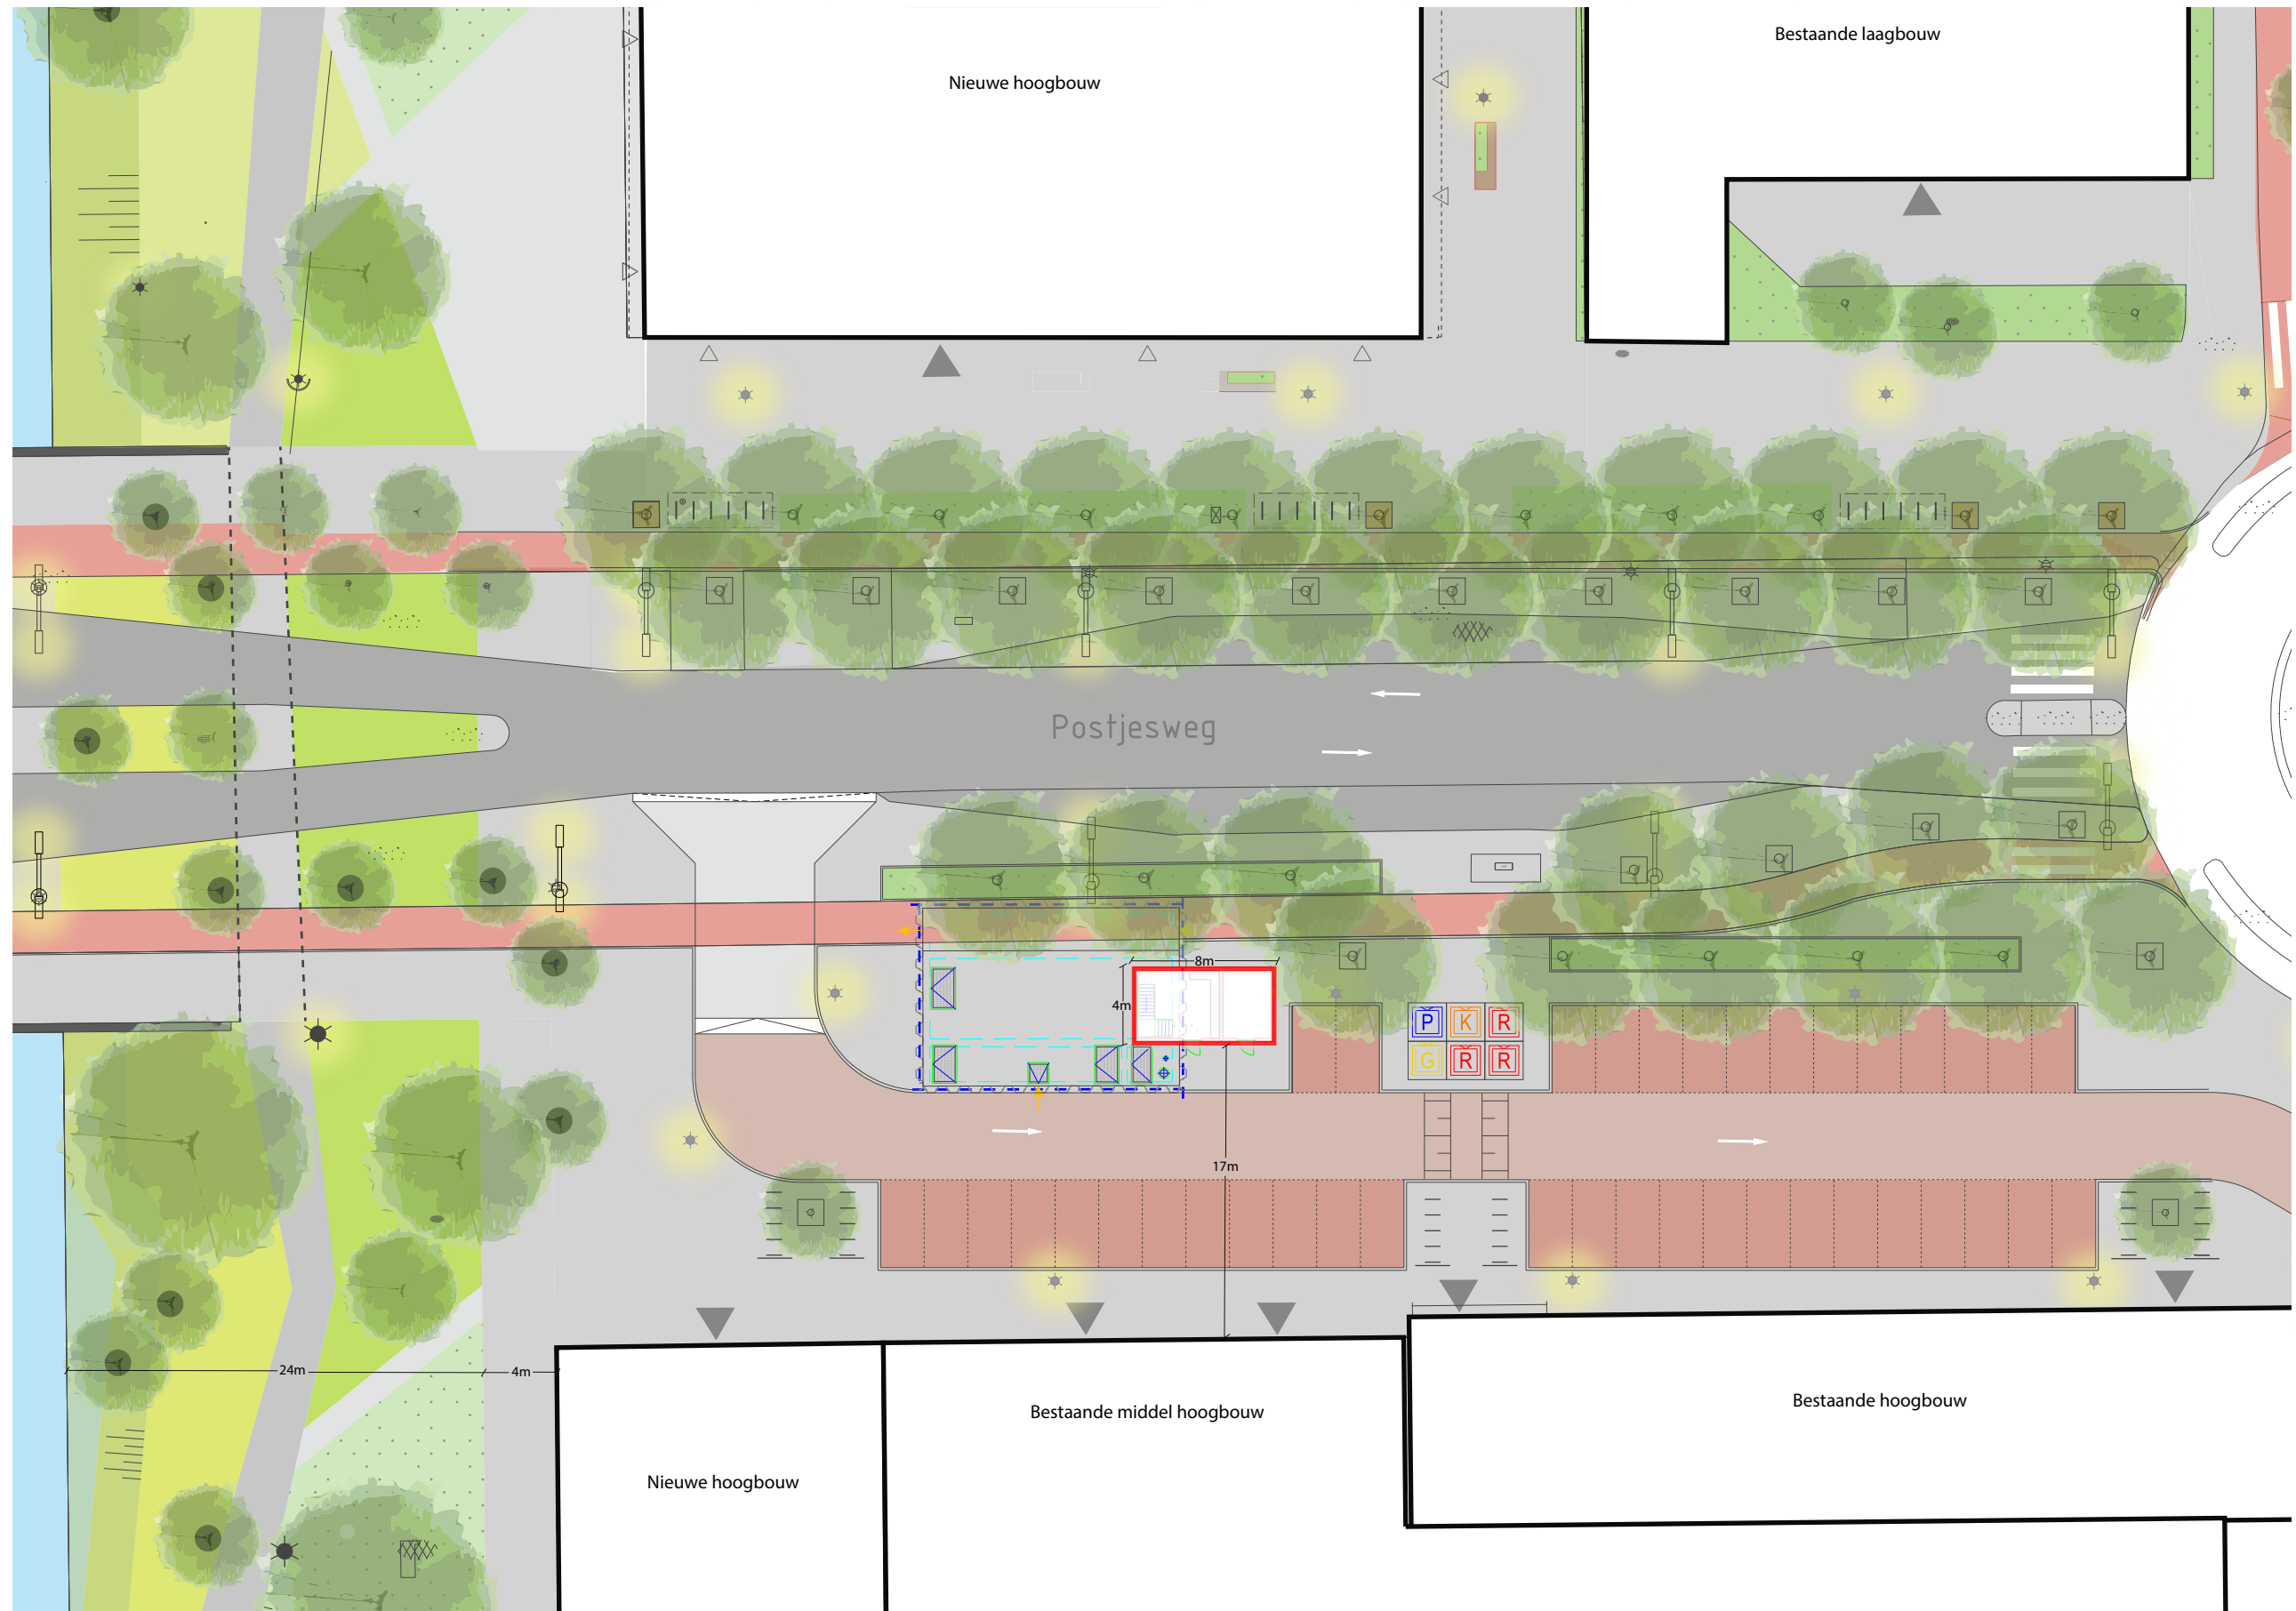 Bestaande laagbouw
Nieuwe hoogbouw
Postjesweg
8m
4m
P K R
G R R
17m
24m
4m
Bestaande hoogbouw
Bestaande middel hoogbouw
Nieuwe hoogbouw